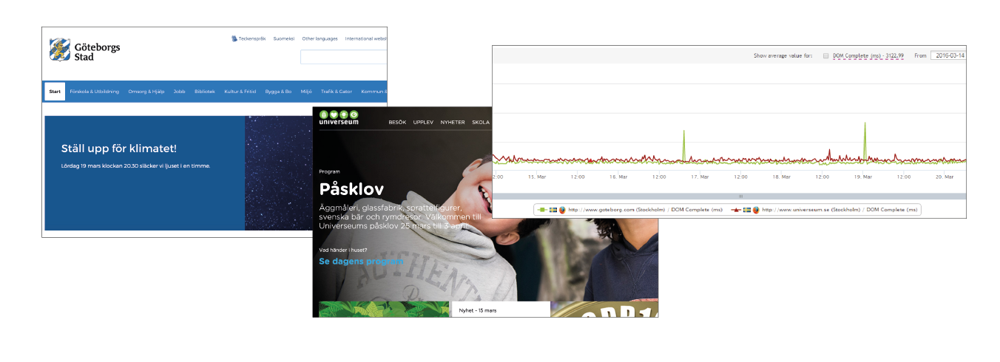 Göteborgs
Stad
Teckenspråk Suomeksi Other languages International websi
Start Förskola & Utbildning Omsorg & Hjälp Jobb Bibliotek Kultur & Fritid Bygga & Bo Miljö Trafik & Gator Kommun &
Ställ upp för klimatet!
Lördag 19 mars klockan 20.30 släcker vi ljuset i en timme.
universeum
BESÖK UPPLEV NYHETER SKOLA
Program
Påsklov
Äggmåleri, glassfabrik, sprattelfigurer,
svenska bär och rymdresor. Välkommen till
Universeums påsklov 25 mars till 3 april!
Vad händer i huset?
Se dagens program
AUTHENT
Nyhet - 15 mars
Show average value for: DOM Complete (ms) - 3122.99 From 2016-03-14
2:00 15. Mar 12:00 16. Mar 12:00 17. Mar 12:00 18. Mar 12:00 19. Mar 12:00 20. Mar
http://www.goteborg.com (Stockholm) / DOM Complete (ms) http://www.universeum.se (Stockholm) / DOM Complete (ms)